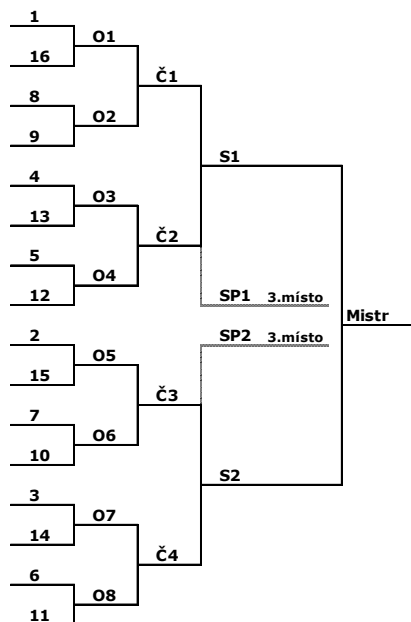 1
O1
16
Č1
8
O2
9
S1
4
O3
13
Č2
5
O4
12
SP1 3.místo
Mistr
2
SP2 3.místo
O5
15
Č3
7
O6
10
S2
3
O7
14
Č4
6
O8
11